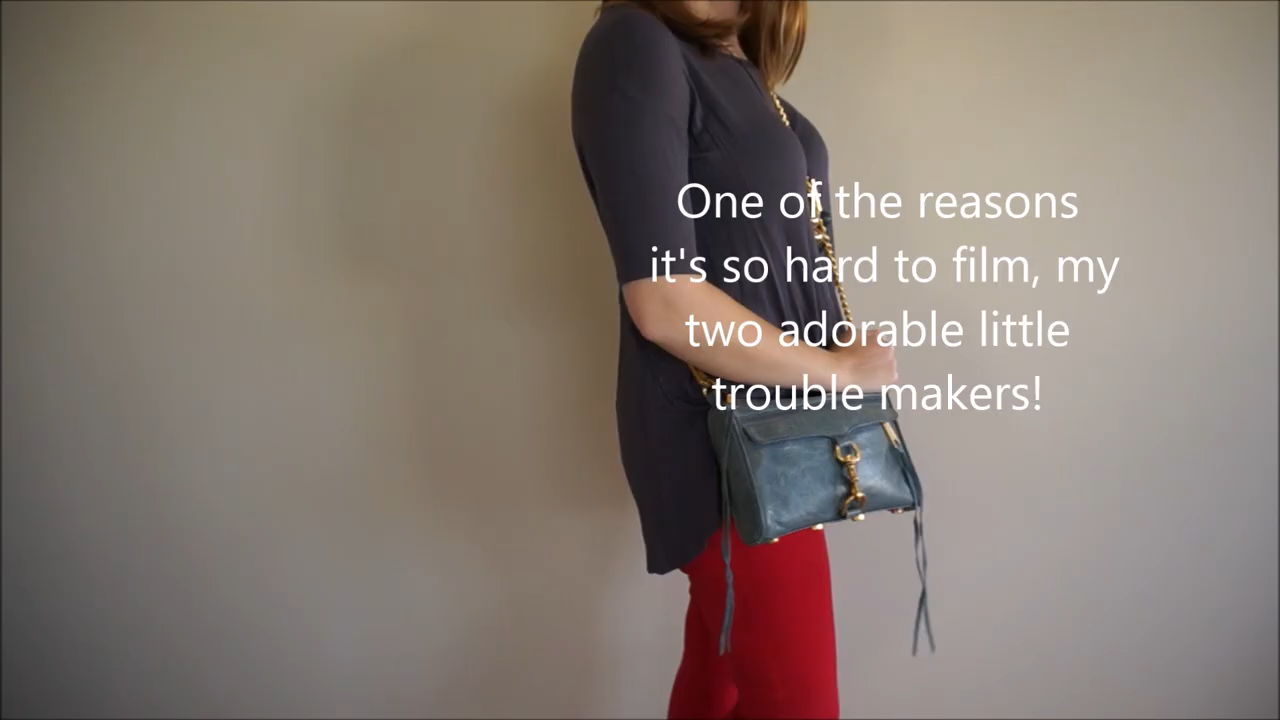 One of the reasons
it's so hard to film, my
two adorable little
trouble makers!